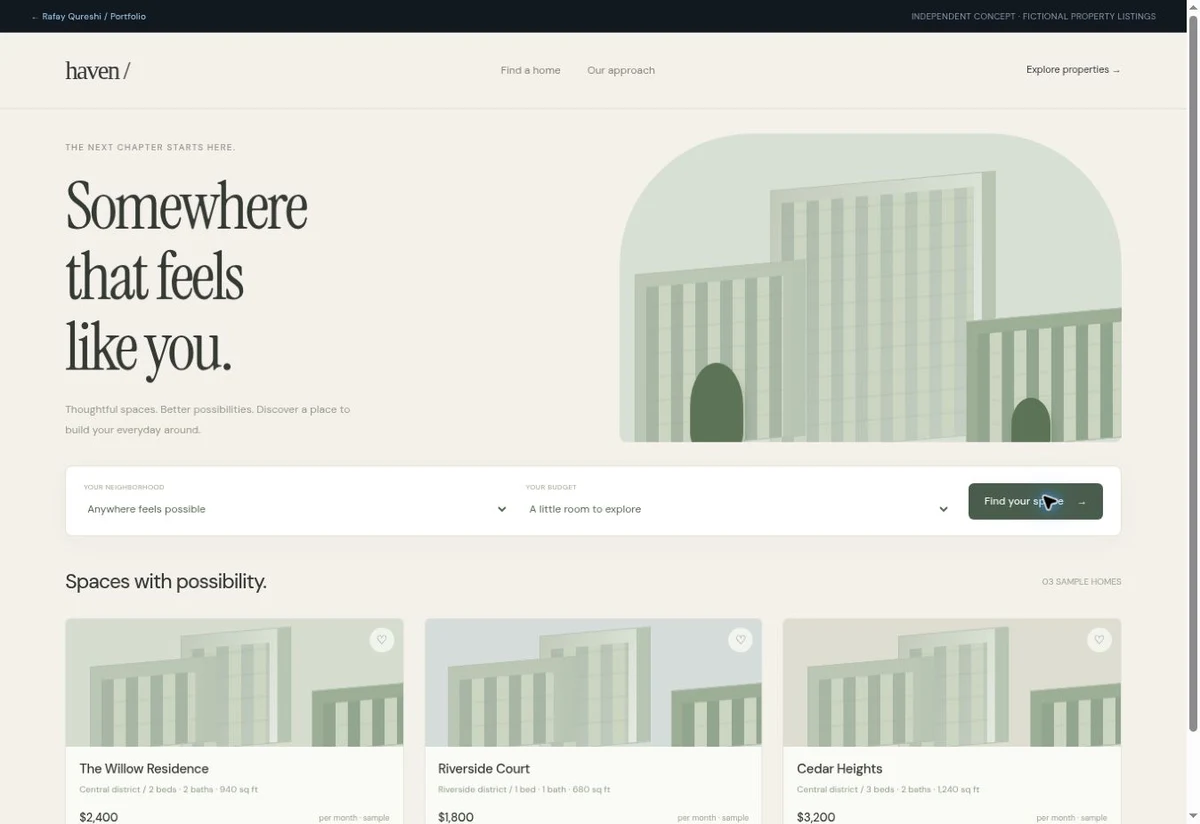 ← Rafay Qureshi / Portfolio
INDEPENDENT CONCEPT · FICTIONAL PROPERTY LISTINGS
haven /
Find a home
Our approach
Explore properties →
THE NEXT CHAPTER STARTS HERE.
Somewhere
that feels
like you.
Thoughtful spaces. Better possibilities. Discover a place to
build your everyday around.
YOUR NEIGHBORHOOD
Anywhere feels possible
YOUR BUDGET
A little room to explore
Find your space →
Spaces with possibility.
03 SAMPLE HOMES
The Willow Residence
Central district / 2 beds · 2 baths · 940 sq ft
$2,400
per month · sample
Riverside Court
Riverside district / 1 bed · 1 bath · 680 sq ft
$1,800
per month · sample
Cedar Heights
Central district / 3 beds · 2 baths · 1,240 sq ft
$3,200
per month · sample